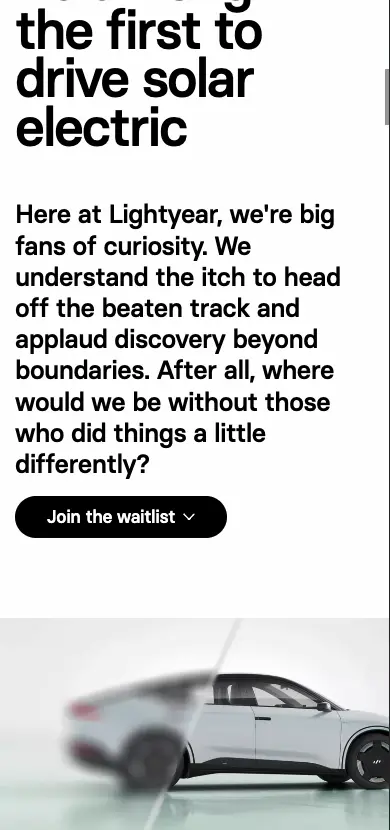 the first to
drive solar
electric
Here at Lightyear, we're big
fans of curiosity. We
understand the itch to head
off the beaten track and
applaud discovery beyond
boundaries. After all, where
would we be without those
who did things a little
differently?
Join the waitlist